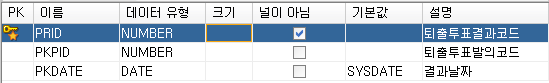 PK 이름 데이터 유형 크기 널이 아님 기본값 설명
PRID NUMBER 퇴출투표결과코드
PKPID NUMBER 퇴출투표발의코드
PKDATE DATE SYSDATE 결과날짜